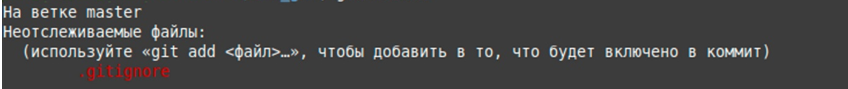 На ветке master
Неотслеживаемые файлы:
(используйте «git add <файл>…», чтобы добавить в то, что будет включено в коммит)
.gitignore